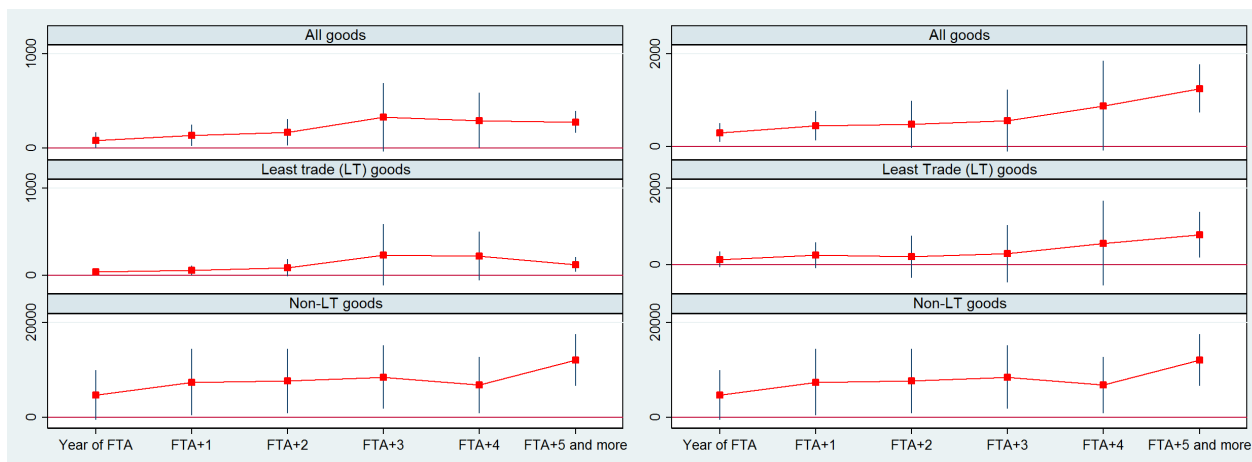 All goods
1000
0
Least trade (LT) goods
1000
0
Non-LT goods
20000
0
Year of FTA FTA+1 FTA+2 FTA+3 FTA+4 FTA+5 and more
All goods
2000
0
Least Trade (LT) goods
2000
0
Non-LT goods
20000
0
Year of FTA FTA+1 FTA+2 FTA+3 FTA+4 FTA+5 and more